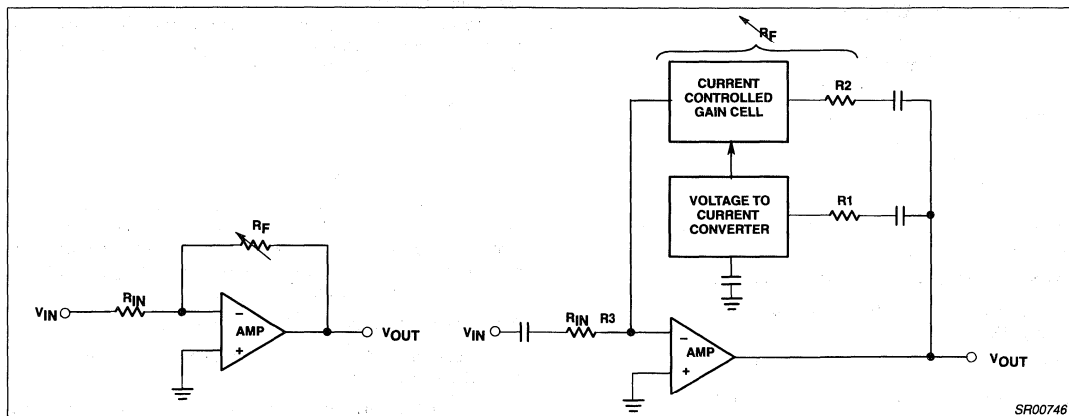 RF
VIN
RIN
−
AMP
+
VOUT
RF
CURRENT
CONTROLLED
GAIN CELL
R2
VOLTAGE TO
CURRENT
CONVERTER
R1
VIN
RIN R3
−
AMP
+
VOUT
SR00746